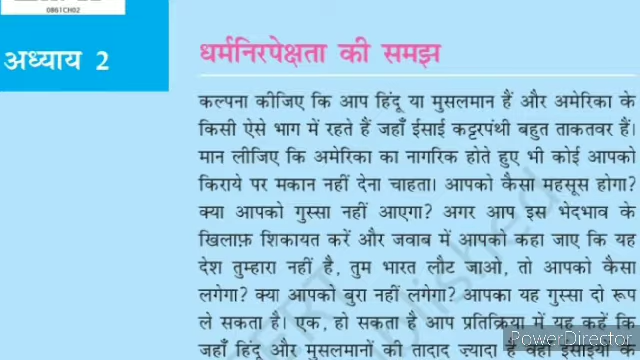 0861CH02
अध्याय 2
धर्मनिरपेक्षता की समझ
कल्पना कीजिए कि आप हिंदू या मुसलमान हैं और अमेरिका के
किसी ऐसे भाग में रहते हैं जहाँ ईसाई कट्टरपंथी बहुत ताकतवर हैं।
मान लीजिए कि अमेरिका का नागरिक होते हुए भी कोई आपको
किराये पर मकान नहीं देना चाहता। आपको कैसा महसूस होगा?
क्या आपको गुस्सा नहीं आएगा? अगर आप इस भेदभाव के
खिलाफ़ शिकायत करें और जवाब में आपको कहा जाए कि यह
देश तुम्हारा नहीं है, तुम भारत लौट जाओ, तो आपको कैसा
लगेगा? क्या आपको बुरा नहीं लगेगा? आपका यह गुस्सा दो रूप
ले सकता है। एक, हो सकता है आप प्रतिक्रिया में यह कहें कि
जहाँ हिंदू और मुसलमानों की तादाद ज़्यादा है वहाँ ईसाइयों के
PowerDirector